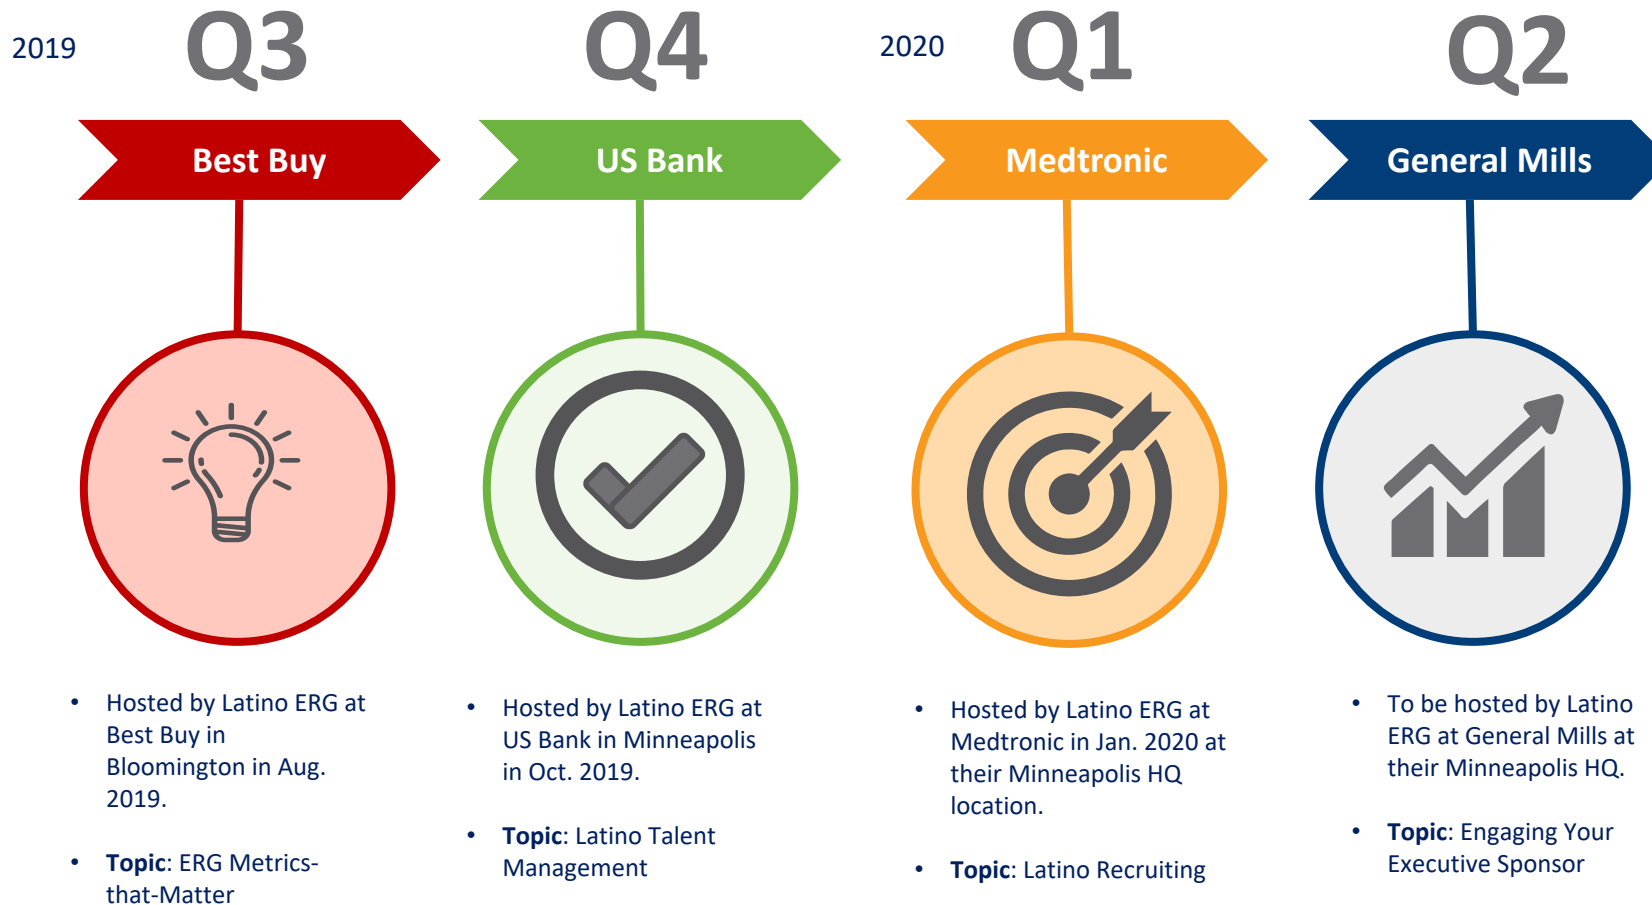 2019
Q3
Q4
2020
Q1
Q2
Best Buy
US Bank
Medtronic
General Mills
• Hosted by Latino ERG at
Best Buy in
Bloomington in Aug.
2019.
• Topic: ERG Metrics-
that-Matter
• Hosted by Latino ERG at
US Bank in Minneapolis
in Oct. 2019.
• Topic: Latino Talent
Management
• Hosted by Latino ERG at
Medtronic in Jan. 2020 at
their Minneapolis HQ
location.
• Topic: Latino Recruiting
• To be hosted by Latino
ERG at General Mills at
their Minneapolis HQ.
• Topic: Engaging Your
Executive Sponsor